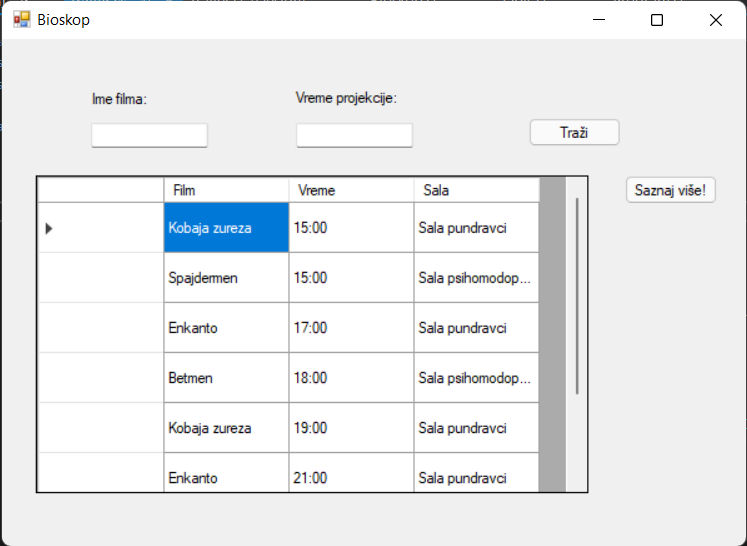 Bioskop
Ime filma:
Vreme projekcije:
Traži
Film Vreme Sala
Saznaj više!
Kobaja zureza 15:00 Sala pundravci
Spajdermen 15:00 Sala psihomodop...
Enkanto 17:00 Sala pundravci
Betmen 18:00 Sala psihomodop...
Kobaja zureza 19:00 Sala pundravci
Enkanto 21:00 Sala pundravci